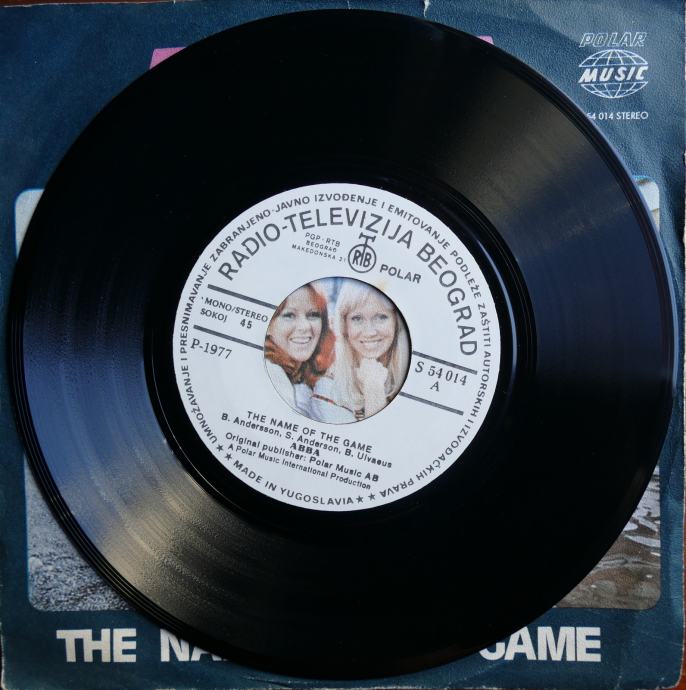 POLAR
MUSIC
54 014 STEREO
UMNOŽAVANJE I PRESNIMAVANJE ZABRANJENO·JAVNO IZVOĐENJE I EMITOVANJE PODLEŽE ZAŠTITI AUTORSKIH I IZVOĐAČKIH PRAVA
RADIO-TELEVIZIJA BEOGRAD
PGP-RTB
BEOGRAD
MAKEDONSKA 21
RTB
POLAR
MONO/STEREO
SOKOJ 45
P-1977
S 54 014
A
THE NAME OF THE GAME
B. Andersson, S. Anderson, B. Ulvaeus
ABBA
Original publisher: Polar Music AB
A Polar Music International Production
★★ MADE IN YUGOSLAVIA ★★
THE NA GAME